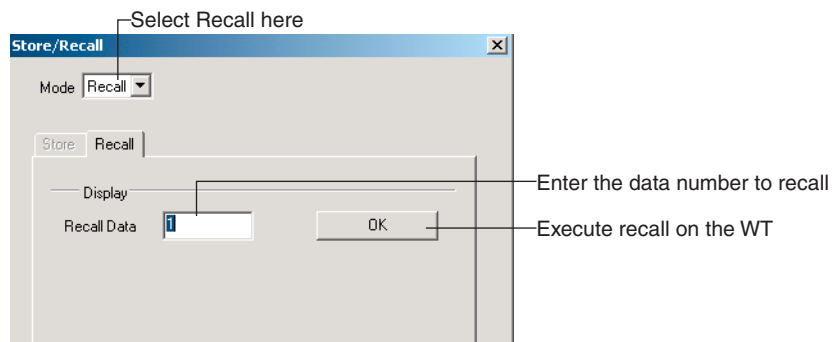 Select Recall here
Store/Recall
Mode Recall
Store Recall
Display
Enter the data number to recall
Recall Data 1 OK
Execute recall on the WT